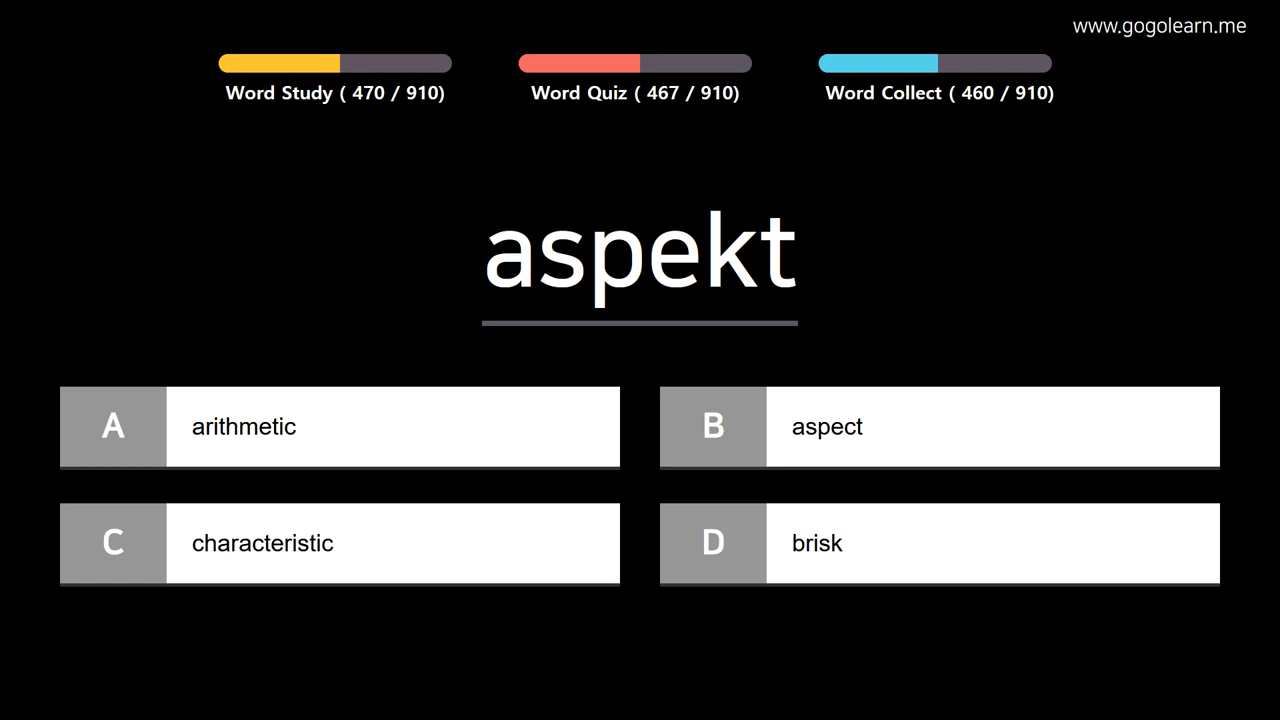 www.gogolearn.me
Word Study ( 470 / 910)
Word Quiz ( 467 / 910)
Word Collect ( 460 / 910)
aspekt
A arithmetic
B aspect
C characteristic
D brisk